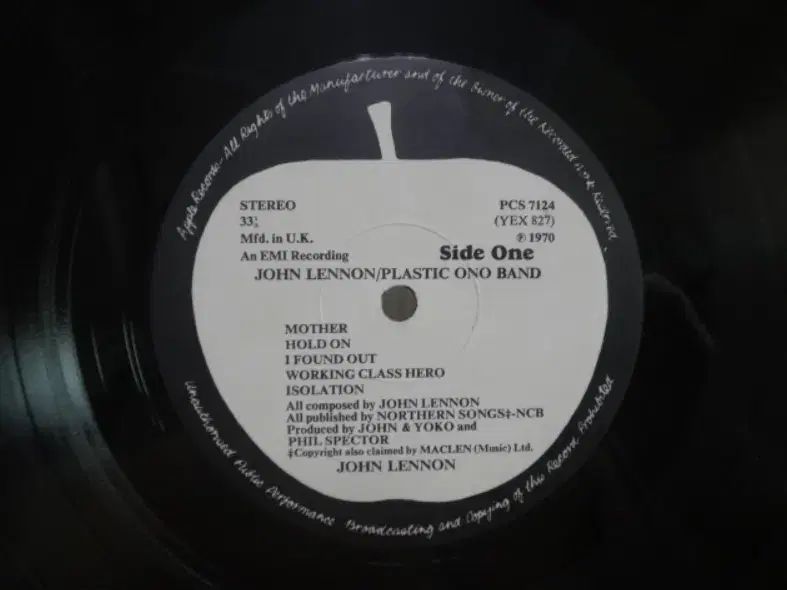 Apple Records-All Rights of the Manufacturer and of the Owner of the Recorded Work Reserved
STEREO
33⅓
Mfd. in U.K.
An EMI Recording
PCS 7124
(YEX 827)
℗ 1970
Side One
JOHN LENNON/PLASTIC ONO BAND
MOTHER
HOLD ON
I FOUND OUT
WORKING CLASS HERO
ISOLATION
All composed by JOHN LENNON
All published by NORTHERN SONGS‡-NCB
Produced by JOHN & YOKO and
PHIL SPECTOR
‡Copyright also claimed by MACLEN (Music) Ltd.
JOHN LENNON
Unauthorised Public Performance Broadcasting and Copying of this Record Prohibited